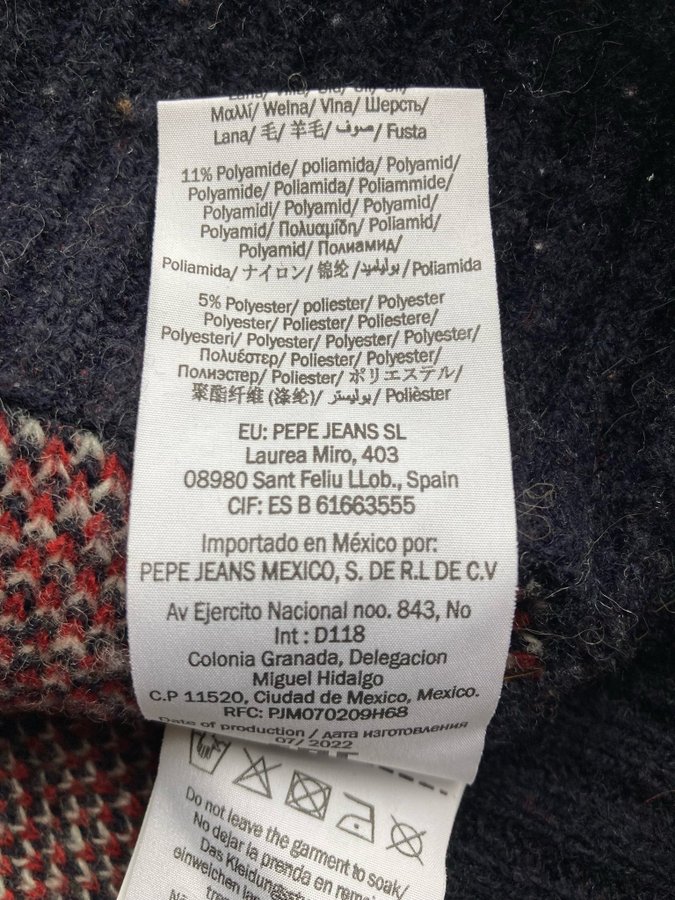 Μαλλί/ Wełna/ Vlna/ Шерсть/
Lana/ 毛/ 羊毛/ صوف/ Fusta
11% Polyamide/ poliamida/ Polyamid/
Polyamide/ Poliamida/ Poliammide/
Polyamidi/ Polyamid/ Polyamid/
Polyamid/ Πολυαμίδη/ Poliamid/
Polyamid/ Полиамид/
Poliamida/ ナイロン/ 锦纶 /بولياميد/ Poliamida
5% Polyester/ poliester/ Polyester
Polyester/ Poliester/ Poliestere/
Polyesteri/ Polyester/ Polyester/ Polyester/
Πολυέστερ/ Poliester/ Polyester/
Полиэстер/ Poliester/ ポリエステル/
聚酯纤维 (涤纶)/ بوليستر/ Polièster
EU: PEPE JEANS SL
Laurea Miro, 403
08980 Sant Feliu LLob., Spain
CIF: ES B 61663555
Importado en México por:
PEPE JEANS MEXICO, S. DE R.L DE C.V
Av Ejercito Nacional noo. 843, No
Int : D118
Colonia Granada, Delegacion
Miguel Hidalgo
C.P 11520, Ciudad de Mexico, Mexico.
RFC: PJM070209H68
Date of production / дата изготовления
07/ 2022
Do not leave the garment to soak/
No dejar la prenda en remo
Das Kleidungss
einweichen la